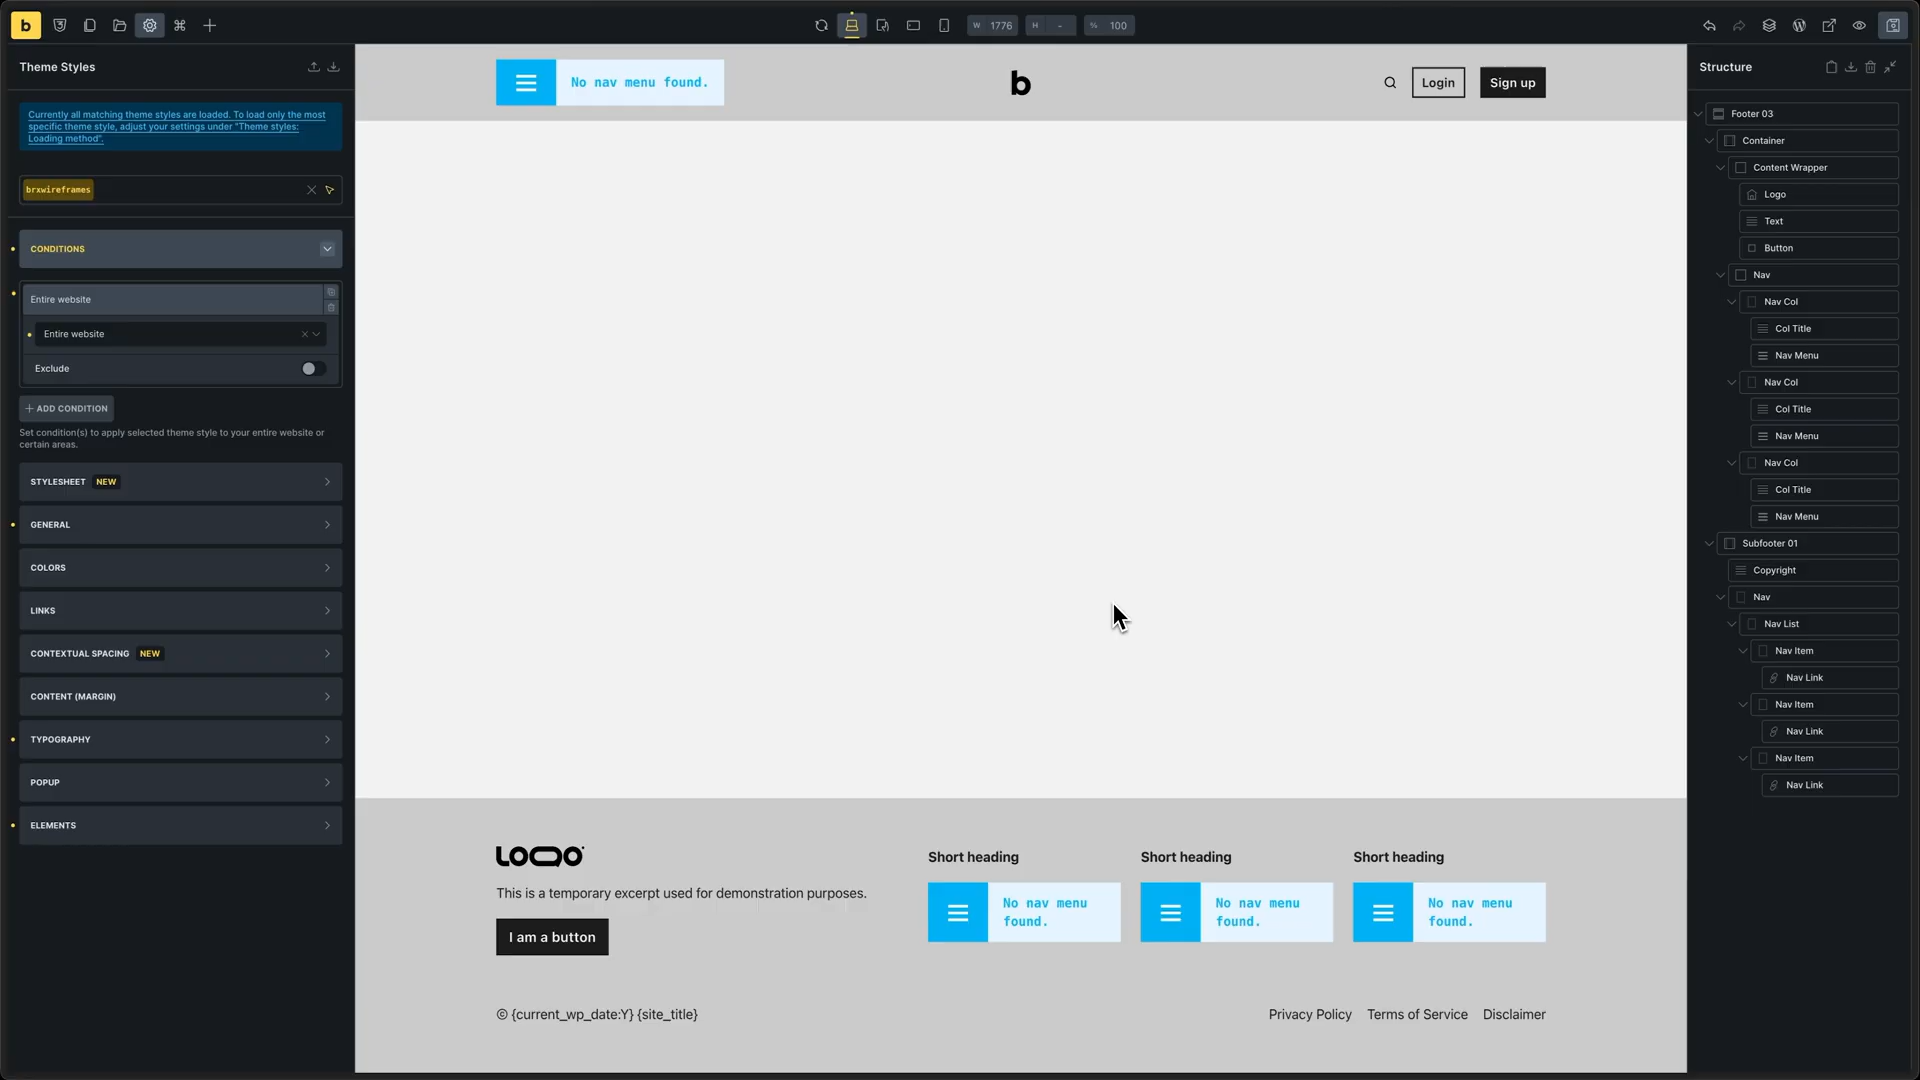 b
W 1776
H -
% 100
Theme Styles
Currently all matching theme styles are loaded. To load only the most
specific theme style, adjust your settings under "Theme styles:
Loading method".
brxwireframes
CONDITIONS
Entire website
Entire website
Exclude
+ ADD CONDITION
Set condition(s) to apply selected theme style to your entire website or
certain areas.
STYLESHEET NEW
GENERAL
COLORS
LINKS
CONTEXTUAL SPACING NEW
CONTENT (MARGIN)
TYPOGRAPHY
POPUP
ELEMENTS
No nav menu found.
b
Login
Sign up
LOGO
This is a temporary excerpt used for demonstration purposes.
I am a button
Short heading
No nav menu
found.
Short heading
No nav menu
found.
Short heading
No nav menu
found.
© {current_wp_date:Y} {site_title}
Privacy Policy
Terms of Service
Disclaimer
Structure
Footer 03
Container
Content Wrapper
Logo
Text
Button
Nav
Nav Col
Col Title
Nav Menu
Nav Col
Col Title
Nav Menu
Nav Col
Col Title
Nav Menu
Subfooter 01
Copyright
Nav
Nav List
Nav Item
Nav Link
Nav Item
Nav Link
Nav Item
Nav Link